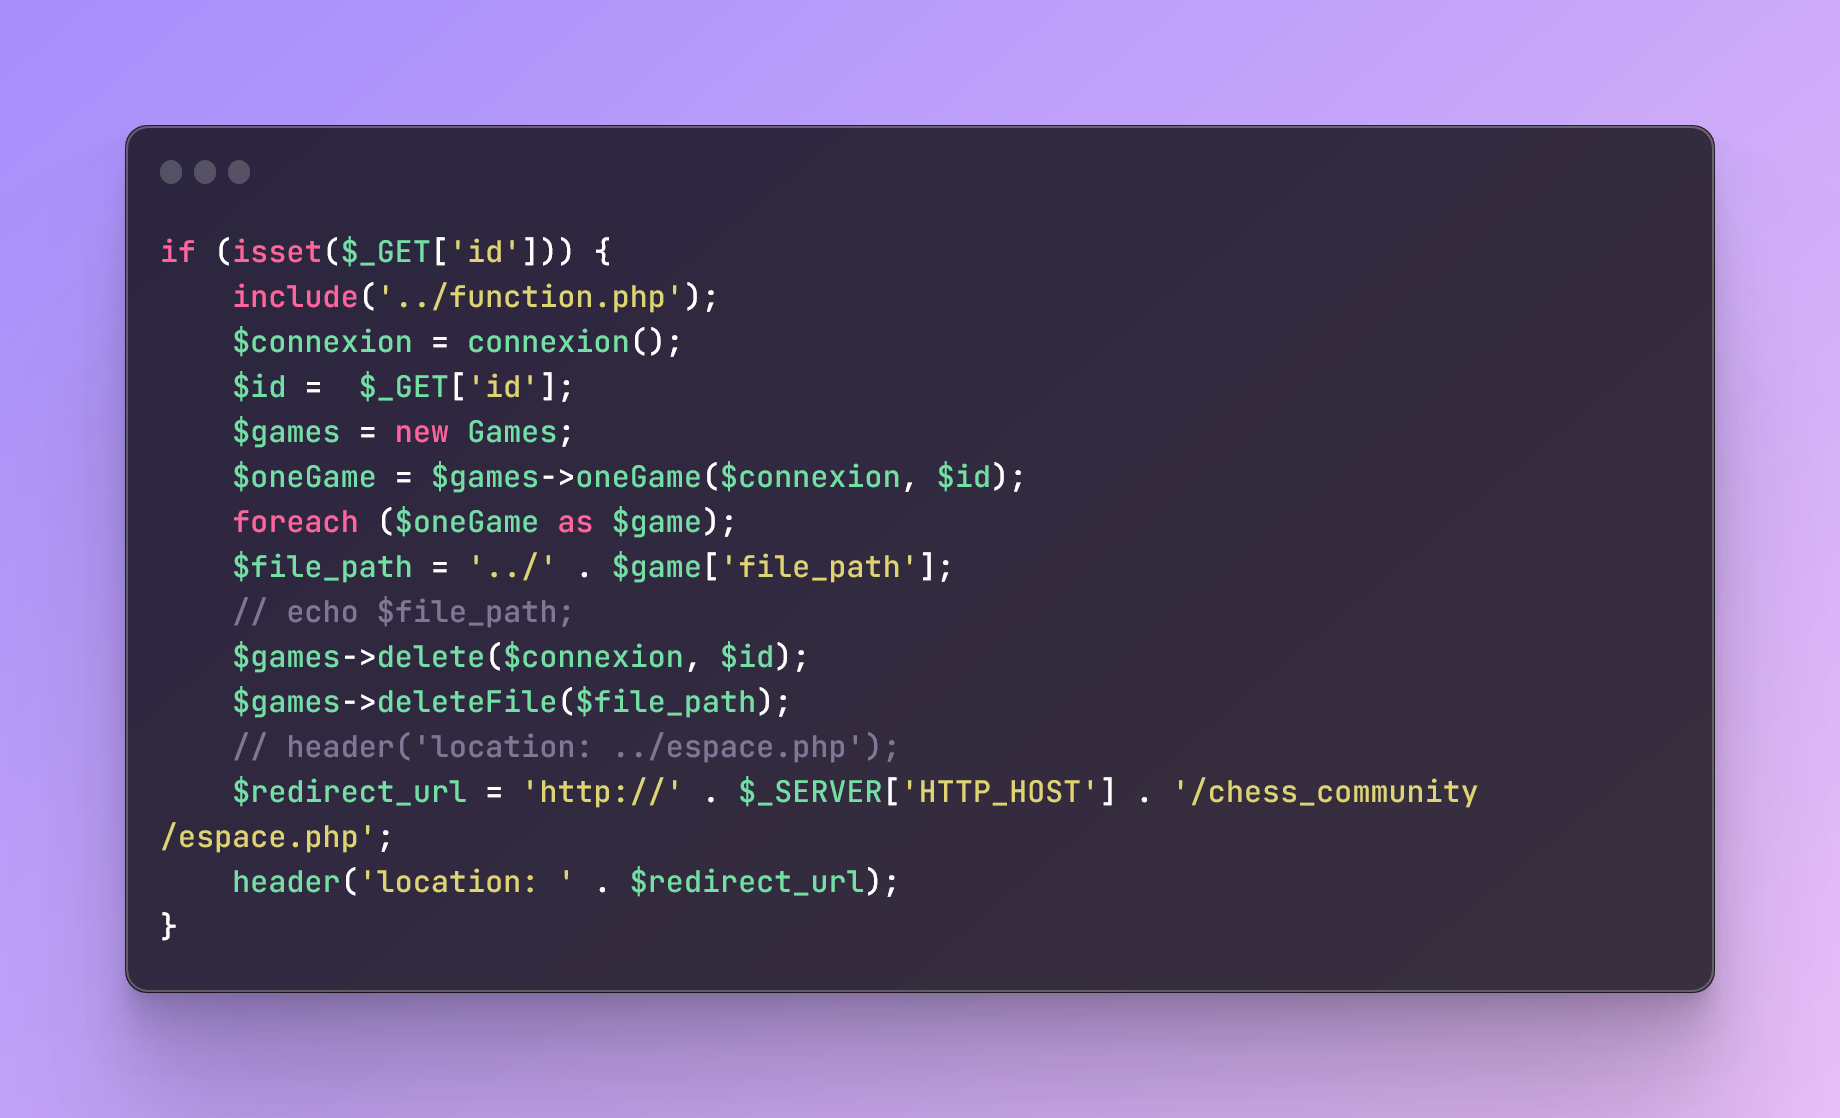 if (isset($_GET['id'])) {
    include('../function.php');
    $connexion = connexion();
    $id =  $_GET['id'];
    $games = new Games;
    $oneGame = $games->oneGame($connexion, $id);
    foreach ($oneGame as $game);
    $file_path = '../' . $game['file_path'];
    // echo $file_path;
    $games->delete($connexion, $id);
    $games->deleteFile($file_path);
    // header('location: ../espace.php');
    $redirect_url = 'http://' . $_SERVER['HTTP_HOST'] . '/chess_community
/espace.php';
    header('location: ' . $redirect_url);
}